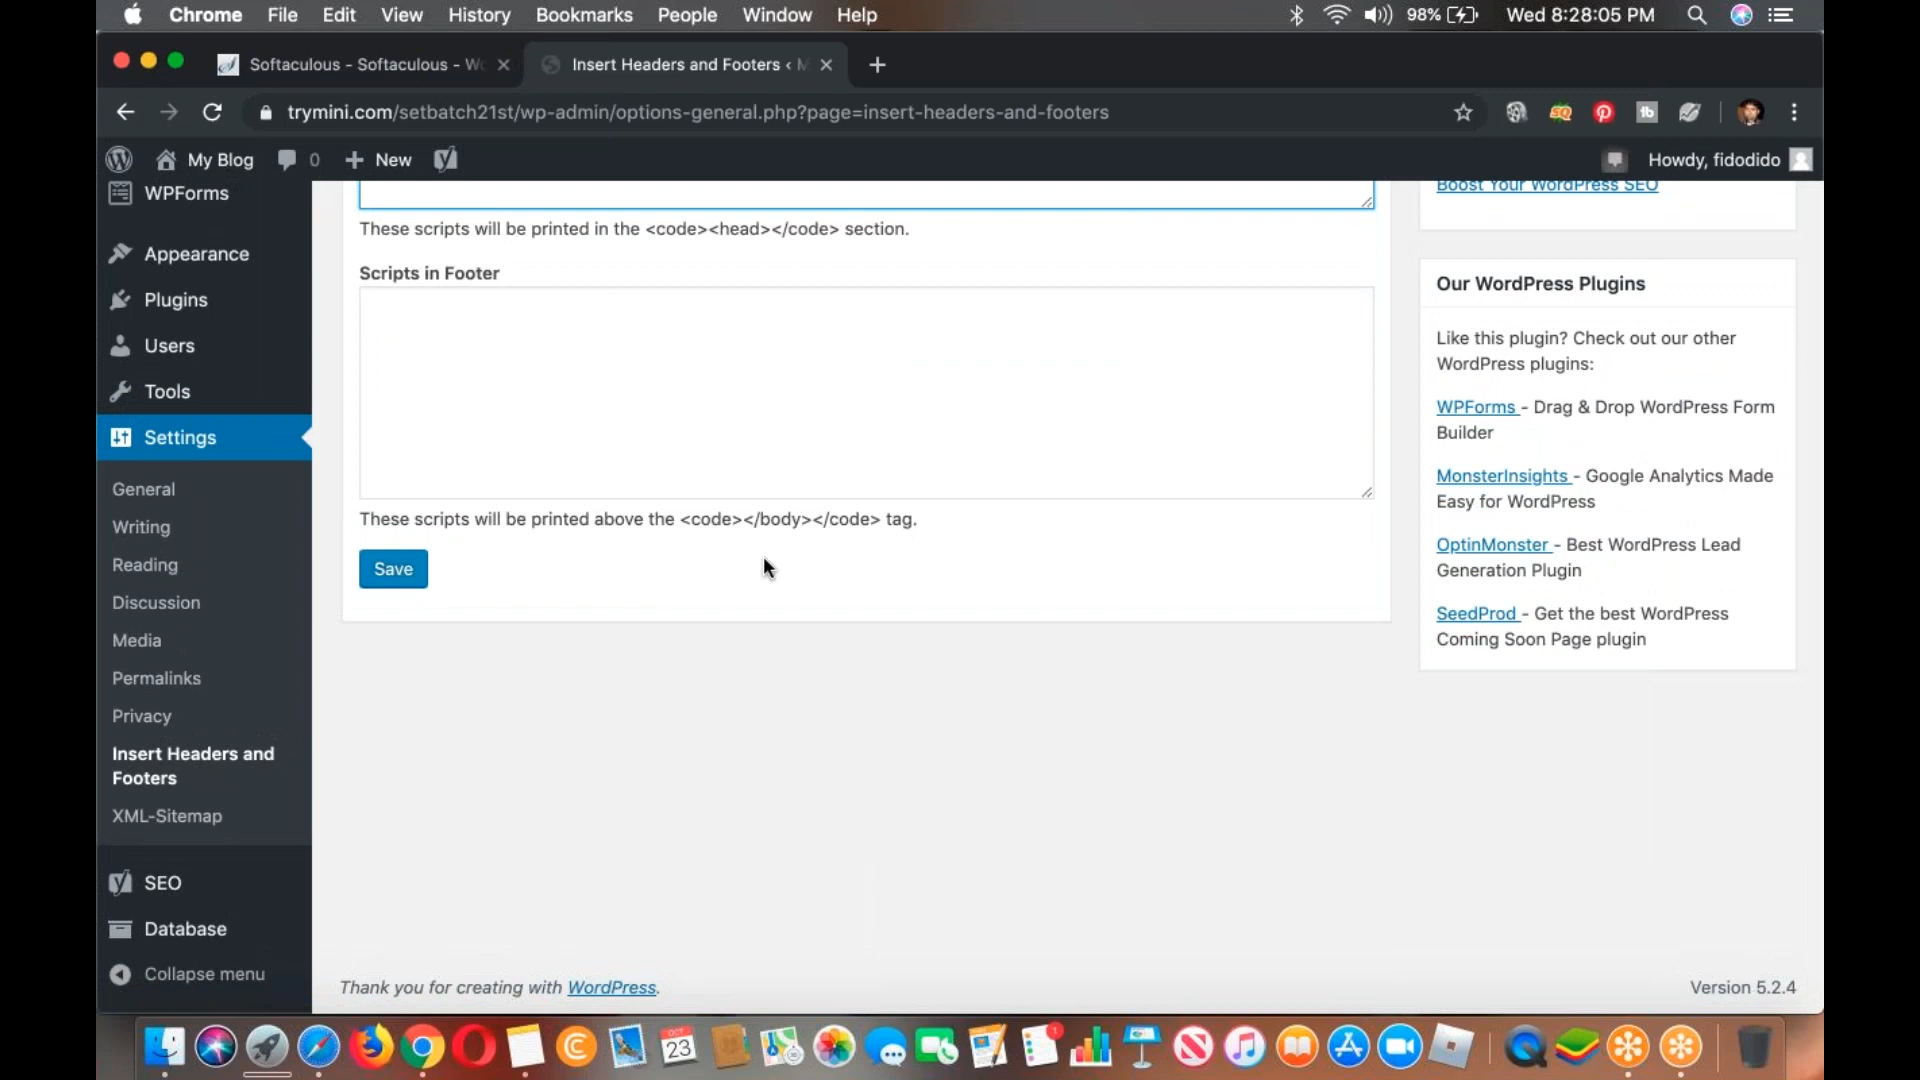 Chrome File Edit View History Bookmarks People Window Help 98% Wed 8:28:05 PM
Softaculous - Softaculous - Wo
Insert Headers and Footers ‹ M
trymini.com/setbatch21st/wp-admin/options-general.php?page=insert-headers-and-footers
My Blog 0 New Howdy, fidodido
WPForms
Appearance
Plugins
Users
Tools
Settings
General
Writing
Reading
Discussion
Media
Permalinks
Privacy
Insert Headers and
Footers
XML-Sitemap
SEO
Database
Collapse menu
These scripts will be printed in the <code><head></code> section.
Scripts in Footer
These scripts will be printed above the <code></body></code> tag.
Save
Boost Your WordPress SEO
Our WordPress Plugins
Like this plugin? Check out our other
WordPress plugins:
WPForms - Drag & Drop WordPress Form
Builder
MonsterInsights - Google Analytics Made
Easy for WordPress
OptinMonster - Best WordPress Lead
Generation Plugin
SeedProd - Get the best WordPress
Coming Soon Page plugin
Thank you for creating with WordPress.
Version 5.2.4
OCT
23
1